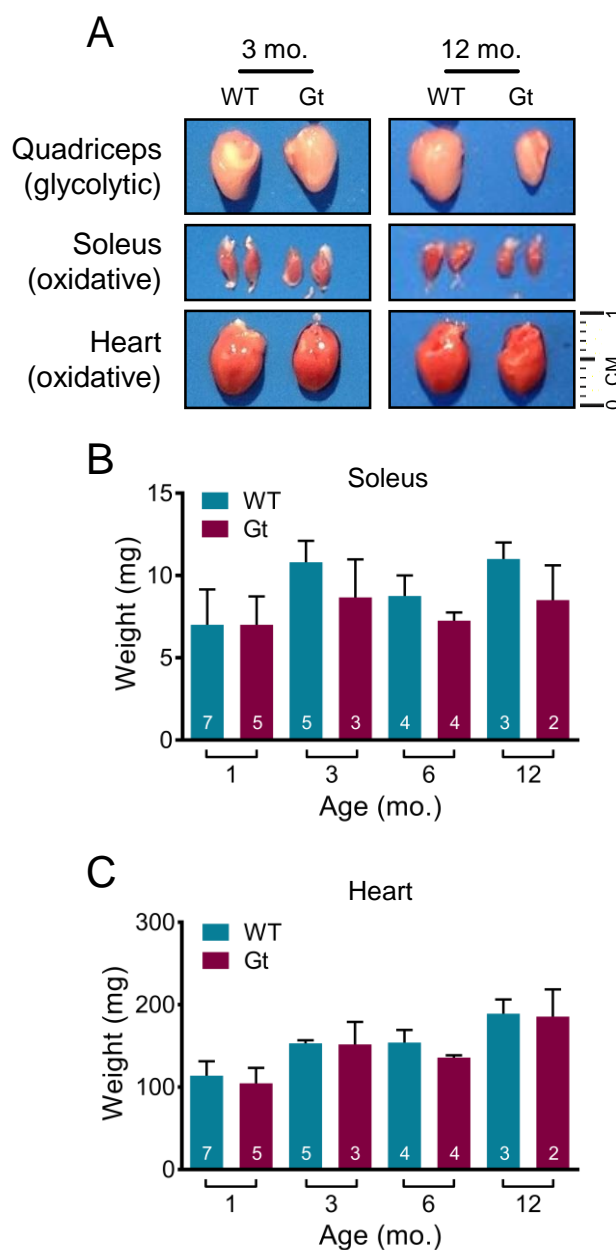 A
3 mo.
12 mo.
WT Gt
WT Gt
Quadriceps
(glycolytic)
Soleus
(oxidative)
Heart
(oxidative)
0 CM 1
B
Soleus
WT
Gt
Weight (mg)
15
10
5
0
7 5 5 3 4 4 3 2
1 3 6 12
Age (mo.)
C
Heart
WT
Gt
Weight (mg)
300
200
100
0
7 5 5 3 4 4 3 2
1 3 6 12
Age (mo.)